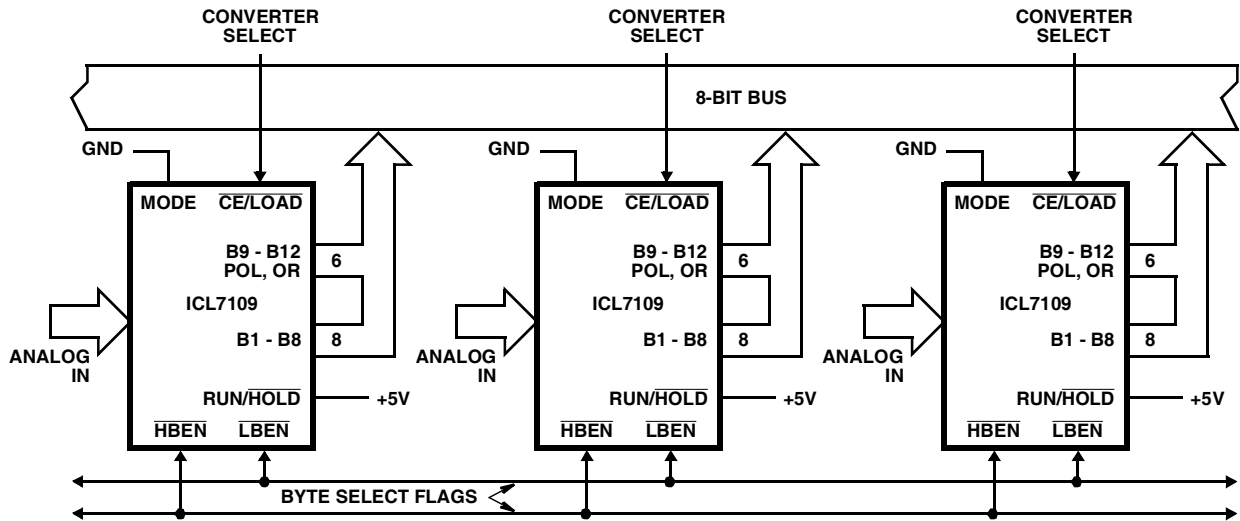 CONVERTER
SELECT
CONVERTER
SELECT
CONVERTER
SELECT
8-BIT BUS
GND
MODE
CE/LOAD
B9 - B12
POL, OR
6
ICL7109
B1 - B8
8
ANALOG
IN
RUN/HOLD
+5V
HBEN
LBEN
GND
MODE
CE/LOAD
B9 - B12
POL, OR
6
ICL7109
B1 - B8
8
ANALOG
IN
RUN/HOLD
+5V
HBEN
LBEN
GND
MODE
CE/LOAD
B9 - B12
POL, OR
6
ICL7109
B1 - B8
8
ANALOG
IN
RUN/HOLD
+5V
HBEN
LBEN
BYTE SELECT FLAGS